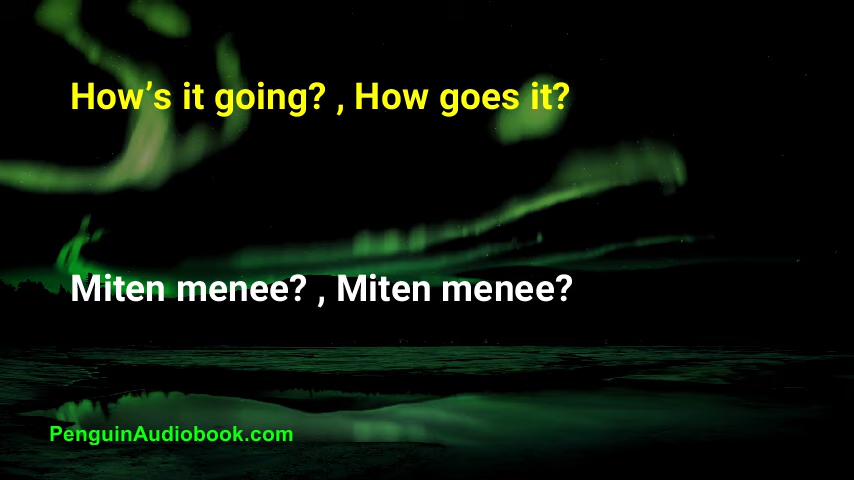 How’s it going? , How goes it?
Miten menee? , Miten menee?
PenguinAudiobook.com